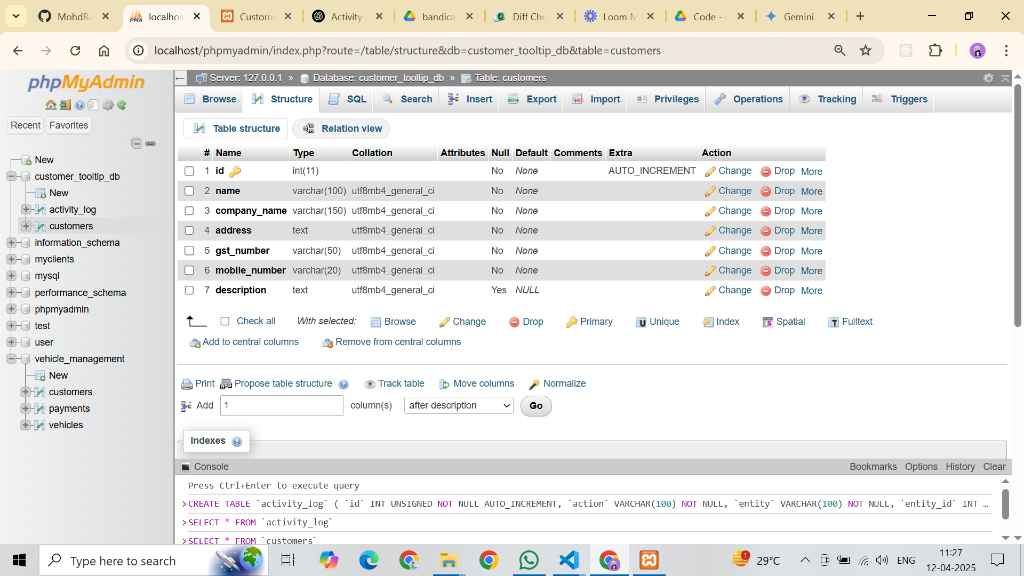 MohdRa
localhos
Custom
Activity
bandica
Diff Che
Loom M
Code -
Gemini
localhost/phpmyadmin/index.php?route=/table/structure&db=customer_tooltip_db&table=customers
phpMyAdmin
Recent Favorites
New
customer_tooltip_db
New
activity_log
customers
information_schema
myclients
mysql
performance_schema
phpmyadmin
test
user
vehicle_management
New
customers
payments
vehicles
Server: 127.0.0.1 » Database: customer_tooltip_db » Table: customers
Browse Structure SQL Search Insert Export Import Privileges Operations Tracking Triggers
Table structure Relation view
# Name Type Collation Attributes Null Default Comments Extra Action
1 id int(11) No None AUTO_INCREMENT Change Drop More
2 name varchar(100) utf8mb4_general_ci No None Change Drop More
3 company_name varchar(150) utf8mb4_general_ci No None Change Drop More
4 address text utf8mb4_general_ci No None Change Drop More
5 gst_number varchar(50) utf8mb4_general_ci No None Change Drop More
6 mobile_number varchar(20) utf8mb4_general_ci No None Change Drop More
7 description text utf8mb4_general_ci Yes NULL Change Drop More
Check all With selected: Browse Change Drop Primary Unique Index Spatial Fulltext
Add to central columns Remove from central columns
Print Propose table structure Track table Move columns Normalize
Add 1 column(s) after description Go
Indexes
Console Bookmarks Options History Clear
Press Ctrl+Enter to execute query
>CREATE TABLE `activity_log` ( `id` INT UNSIGNED NOT NULL AUTO_INCREMENT, `action` VARCHAR(100) NOT NULL, `entity` VARCHAR(100) NOT NULL, `entity_id` INT …
>SELECT * FROM `activity_log`
>SELECT * FROM `customers`
Type here to search
29°C
ENG
11:27
12-04-2025